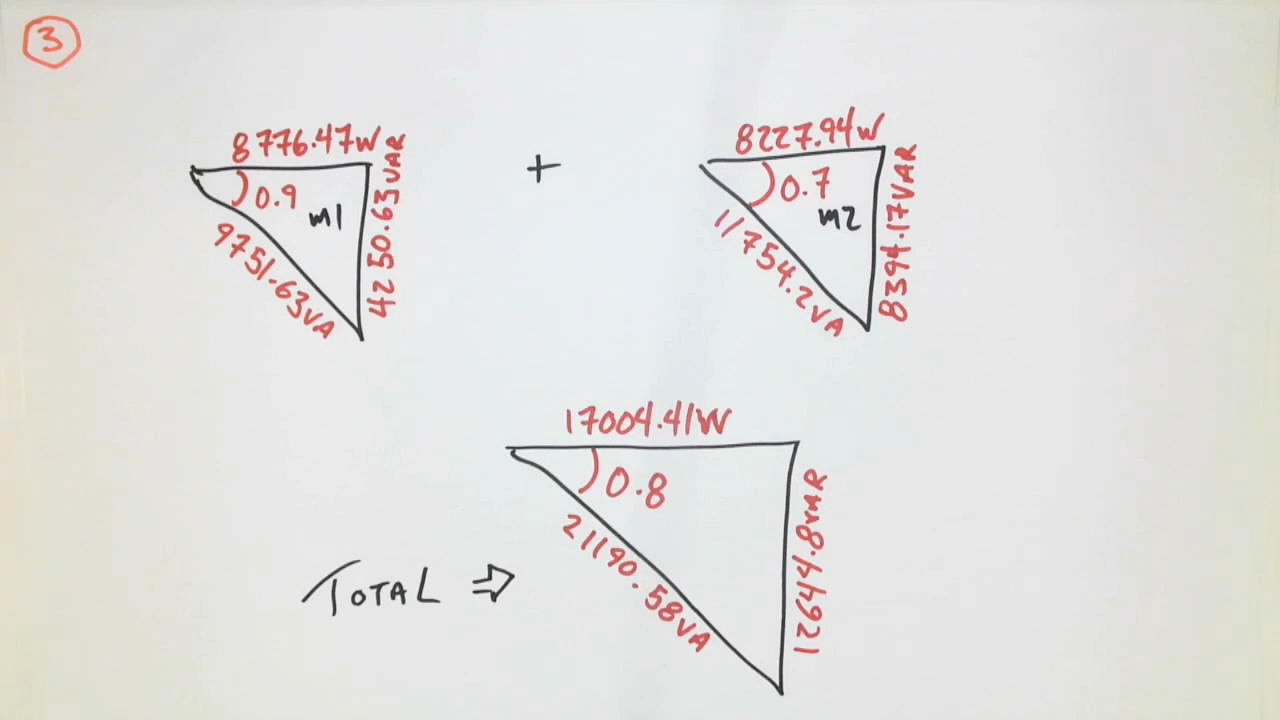 3
8776.47W
0.9
m1
4250.63VAR
9751.63VA
+
8227.94W
0.7
m2
8394.17VAR
11754.2VA
17004.41W
0.8
12644.8VAR
21190.58VA
TOTAL ⇒